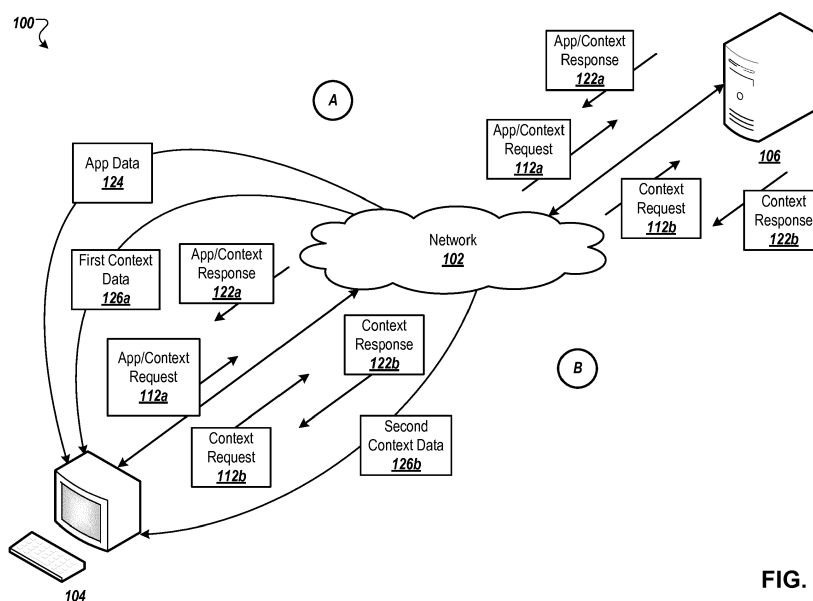 100
App/Context
Response
122a
A
App/Context
Request
112a
106
App Data
124
Context
Request
112b
Context
Response
122b
Network
102
First Context
Data
126a
App/Context
Response
122a
Context
Response
122b
App/Context
Request
112a
B
Context
Request
112b
Second
Context Data
126b
104
FIG.